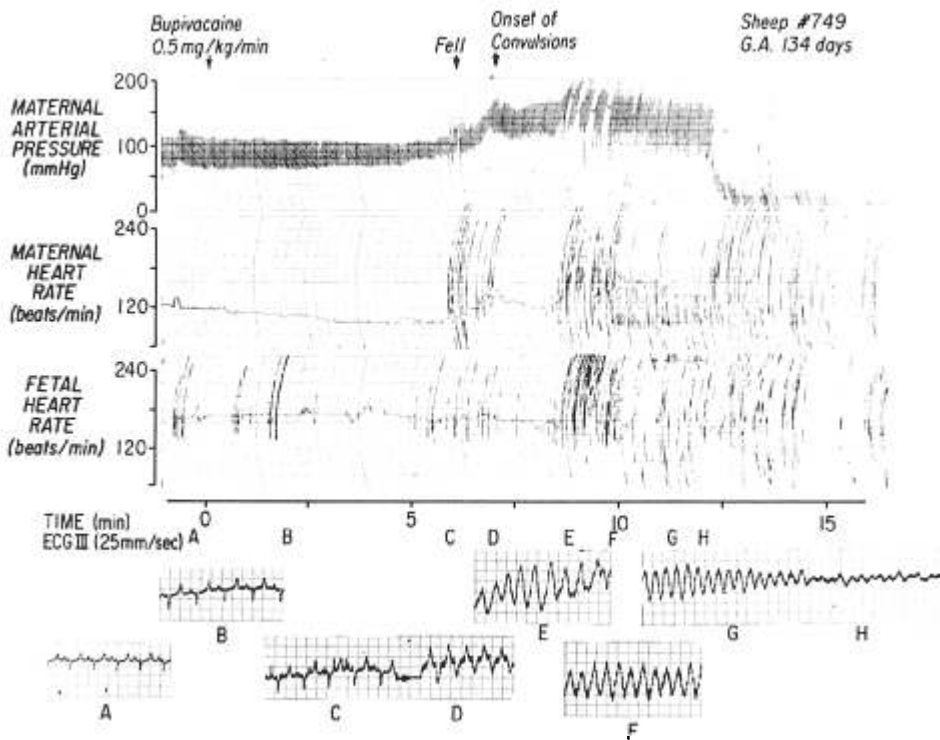 Bupivacaine
0.5 mg/kg/min
Fell
Onset of
Convulsions
Sheep #749
G.A. 134 days
MATERNAL
ARTERIAL
PRESSURE
(mmHg)
200
100
0
MATERNAL
HEART
RATE
(beats/min)
240
120
FETAL
HEART
RATE
(beats/min)
240
120
TIME (min)
0 5 10 15
ECG III (25mm/sec)
A B C D E F G H
B E G H
A C D F